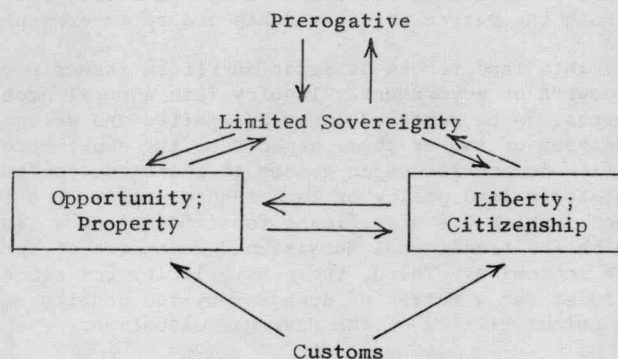 Prerogative
Limited Sovereignty
Opportunity;
Property
Liberty;
Citizenship
Customs